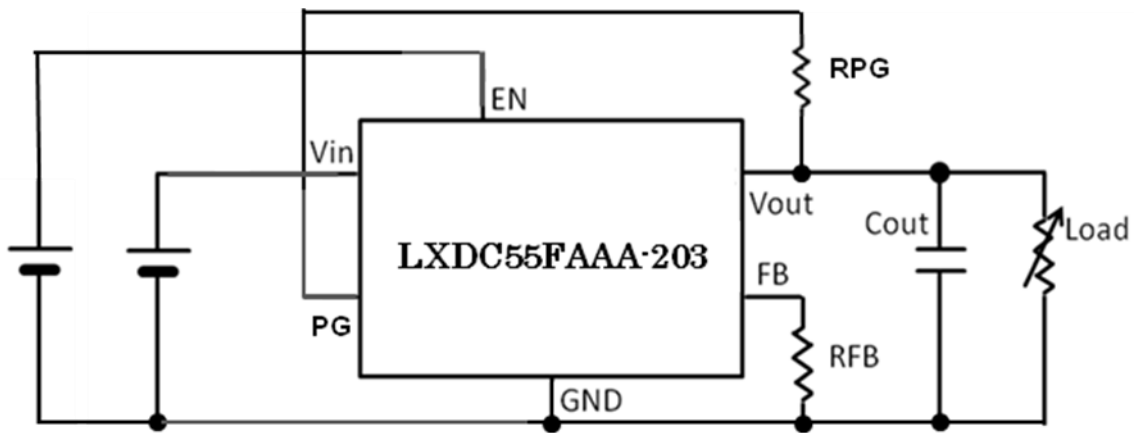 RPG
EN
Vin
Vout
Cout
Load
LXDC55FAAA-203
FB
PG
RFB
GND